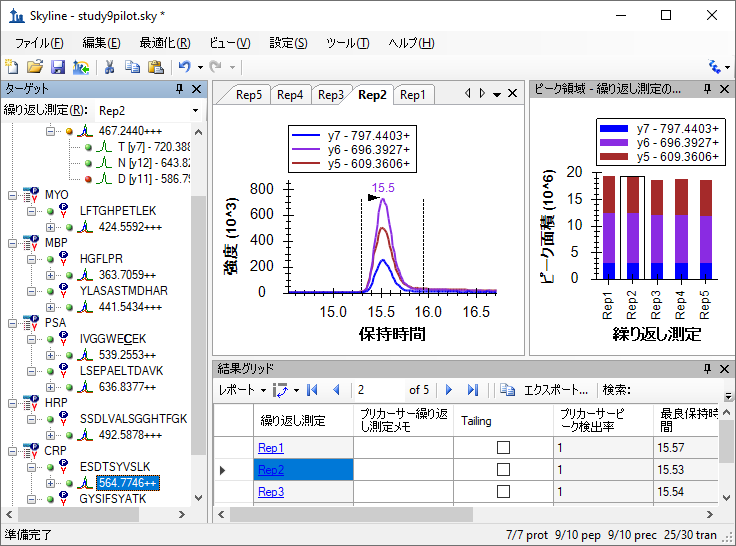 Skyline - study9pilot.sky *
ファイル(F) 編集(E) 最適化(R) ビュー(V) 設定(S) ツール(T) ヘルプ(H)
ターゲット
繰り返し測定(R): Rep2
467.2440+++
T [y7] - 720.388
N [y12] - 643.82
D [y11] - 586.79
MYO
LFTGHPETLEK
424.5592+++
MBP
HGFLPR
363.7059+++
YLASASTMDHAR
441.5434+++
PSA
IVGGWECEK
539.2553++
LSEPAELTDAVK
636.8377++
HRP
SSDLVALSGGHTFGK
492.5878+++
CRP
ESDTSYVSLK
564.7746++
GYSIFSYATK
Rep5 Rep4 Rep3 Rep2 Rep1
y7 - 797.4403+
y6 - 696.3927+
y5 - 609.3606+
15.5
800
600
400
200
0
強度 (10^3)
15.0 15.5 16.0 16.5
保持時間
ピーク領域 - 繰り返し測定の...
y7 - 797.4403+
y6 - 696.3927+
y5 - 609.3606+
20
15
10
5
0
ピーク面積 (10^6)
Rep1 Rep2 Rep3 Rep4 Rep5
繰り返し測定
結果グリッド
レポート 2 of 5 エクスポート... 検索:
繰り返し測定 プリカーサー繰り返し測定メモ Tailing プリカーサーピーク検出率 最良保持時間
Rep1 1 15.57
Rep2 1 15.53
Rep3 1 15.54
準備完了 7/7 prot 9/10 pep 9/10 prec 25/30 tran